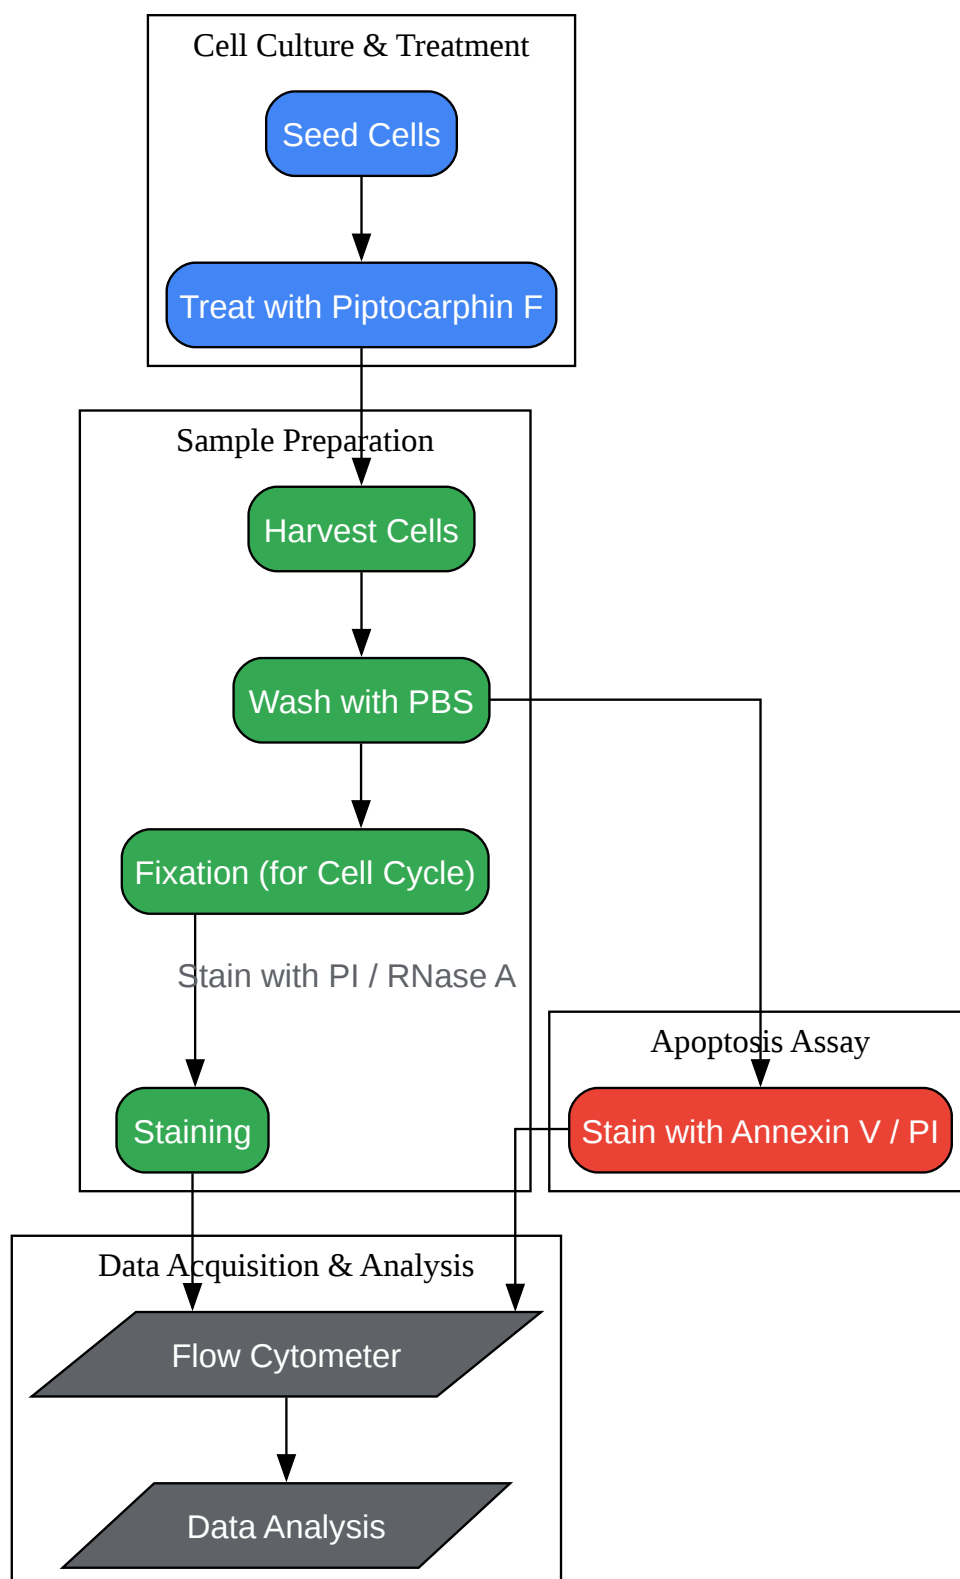 Cell Culture & Treatment
Seed Cells
Treat with Piptocarphin F
Sample Preparation
Harvest Cells
Wash with PBS
Fixation (for Cell Cycle)
Stain with PI / RNase A
Staining
Apoptosis Assay
Stain with Annexin V / PI
Data Acquisition & Analysis
Flow Cytometer
Data Analysis